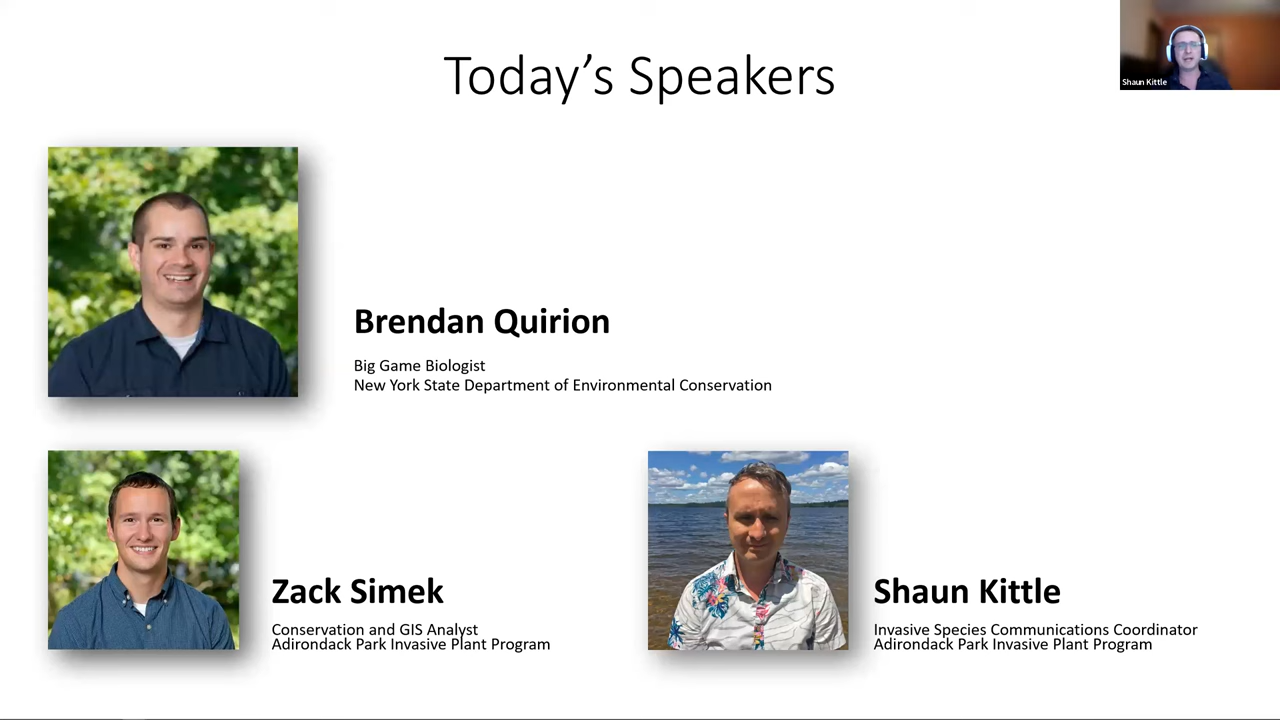 Today’s Speakers
Shaun Kittle
Brendan Quirion
Big Game Biologist
New York State Department of Environmental Conservation
Zack Simek
Conservation and GIS Analyst
Adirondack Park Invasive Plant Program
Shaun Kittle
Invasive Species Communications Coordinator
Adirondack Park Invasive Plant Program